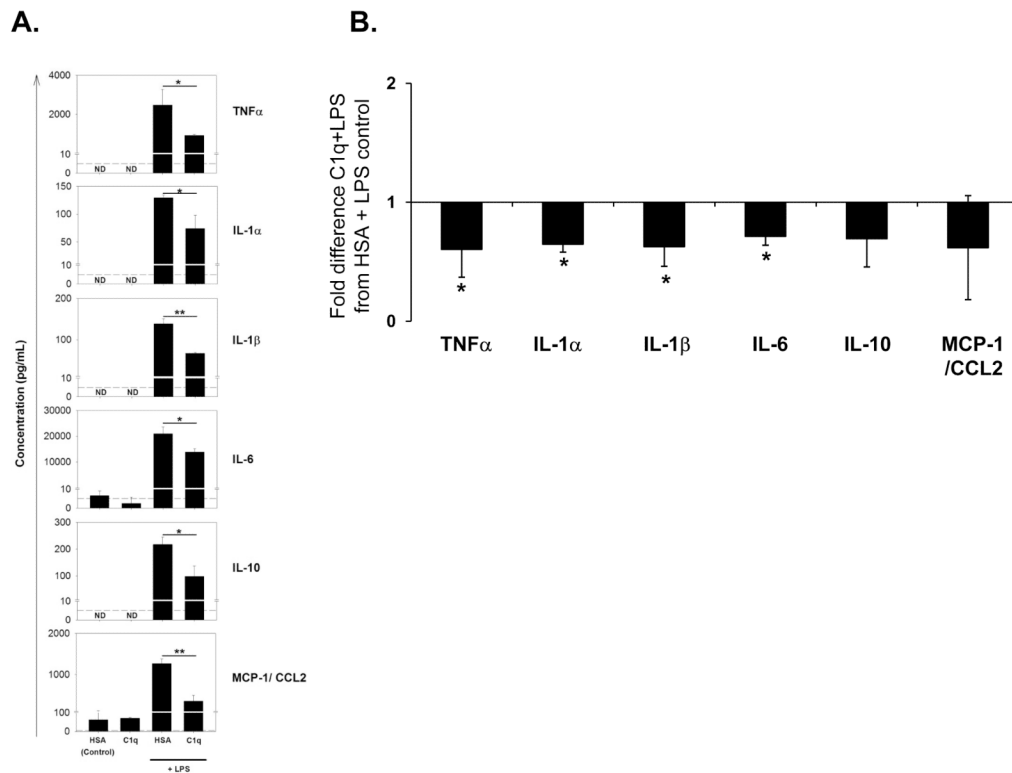 A.
B.
Concentration (pg/mL)
4000
2000
10
0
*
ND ND
TNFα
150
100
50
10
0
*
ND ND
IL-1α
200
100
10
0
**
ND ND
IL-1β
30000
20000
10000
10
0
*
IL-6
300
200
100
10
0
*
ND ND
IL-10
2000
1000
100
0
**
MCP-1/ CCL2
HSA C1q HSA C1q
(Control)
+ LPS
Fold difference C1q+LPS
from HSA + LPS control
2
1
0
* * * *
TNFα IL-1α IL-1β IL-6 IL-10 MCP-1
/CCL2